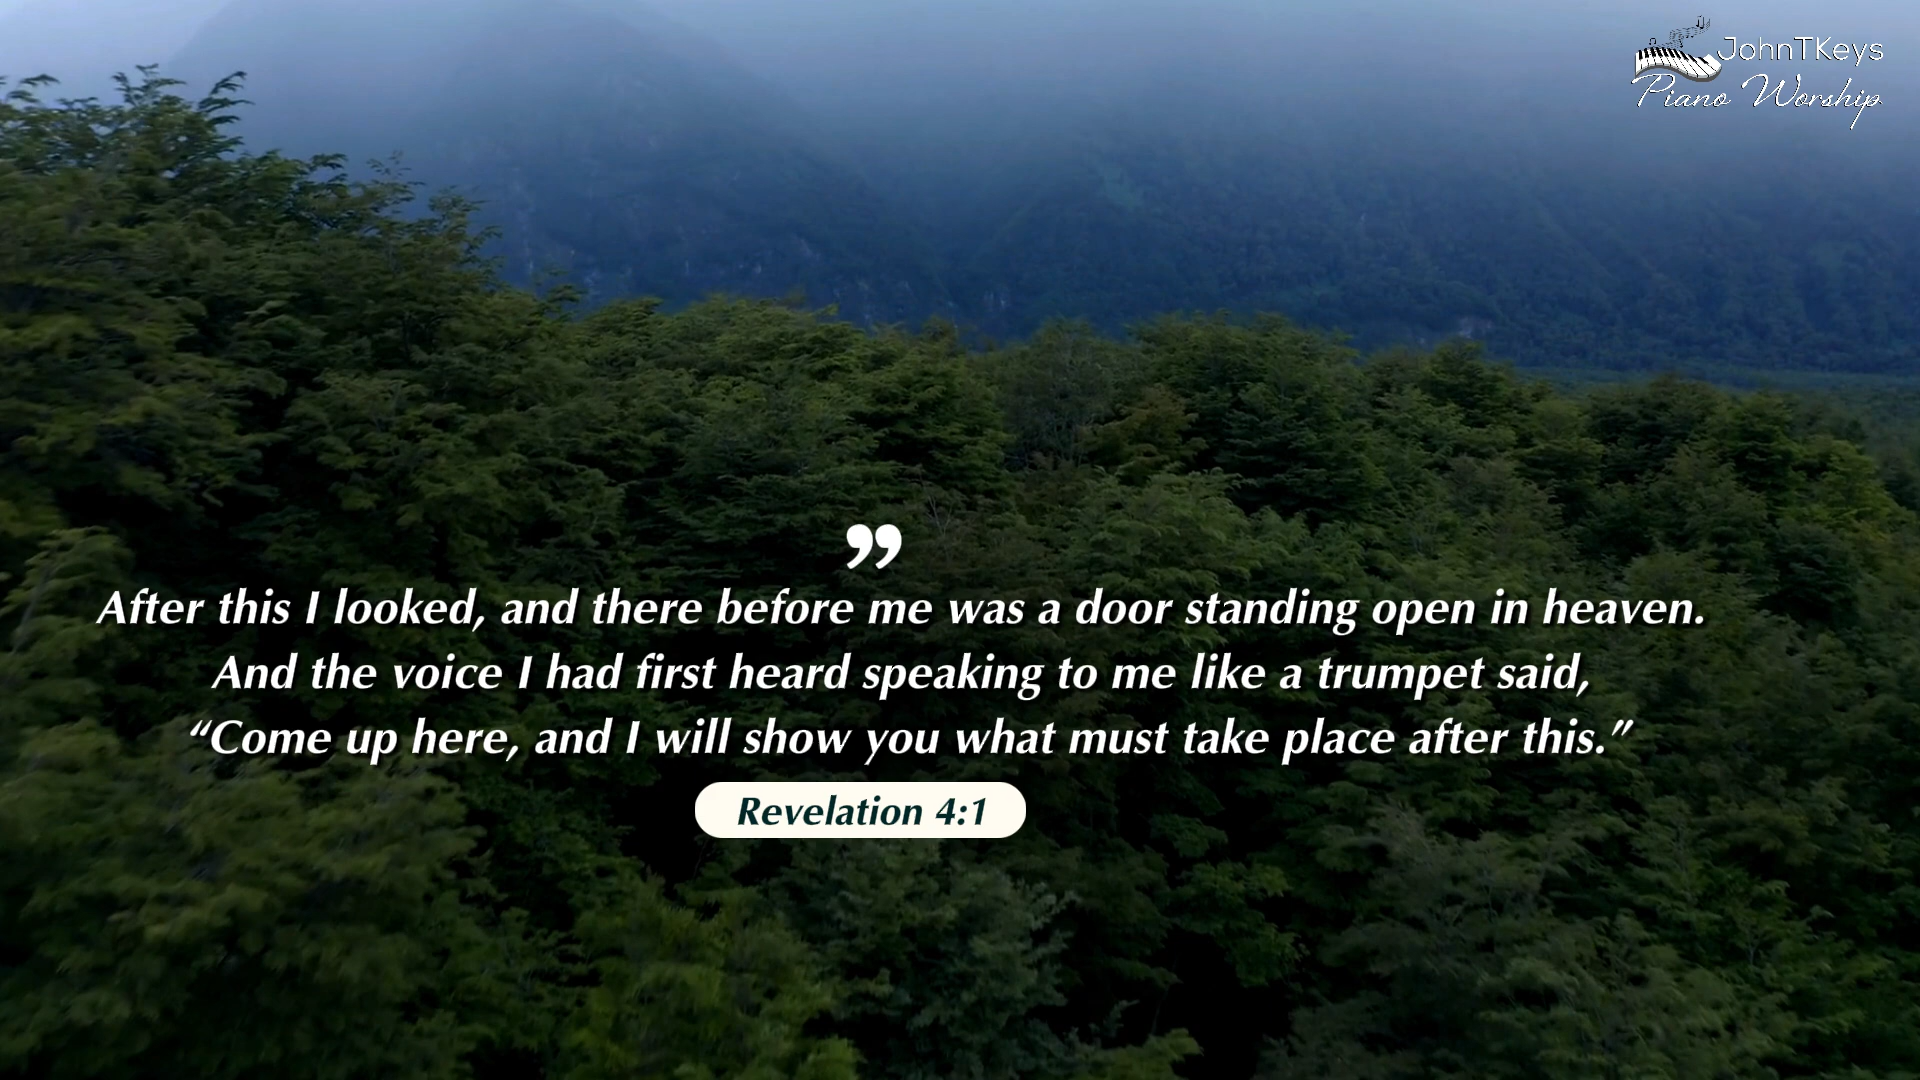 JohnTKeys
Piano Worship
”
After this I looked, and there before me was a door standing open in heaven.
And the voice I had first heard speaking to me like a trumpet said,
“Come up here, and I will show you what must take place after this.”
Revelation 4:1